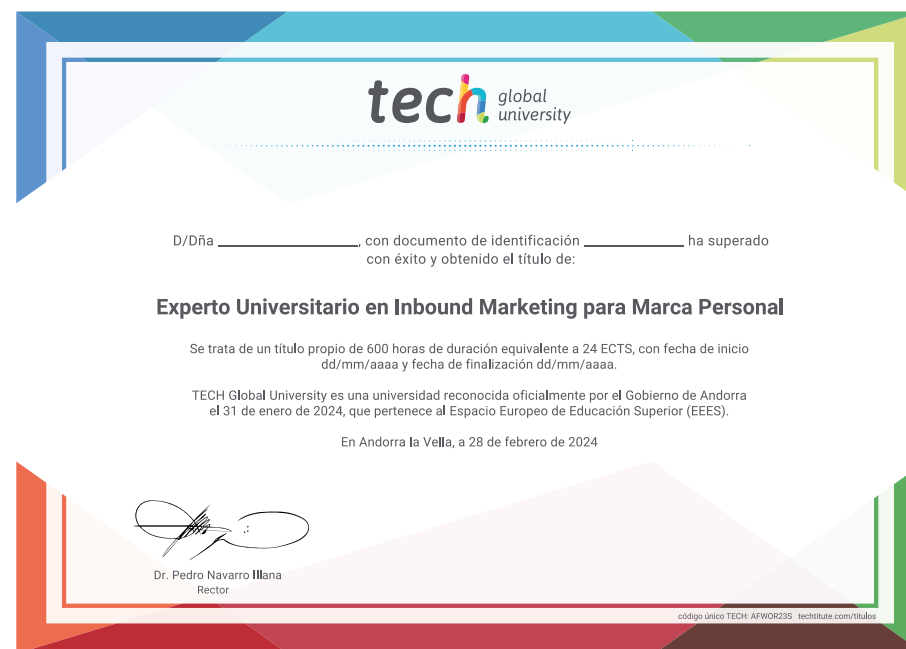 tech global university
D/Dña ____________________, con documento de identificación ______________ ha superado
con éxito y obtenido el título de:
Experto Universitario en Inbound Marketing para Marca Personal
Se trata de un título propio de 600 horas de duración equivalente a 24 ECTS, con fecha de inicio
dd/mm/aaaa y fecha de finalización dd/mm/aaaa.
TECH Global University es una universidad reconocida oficialmente por el Gobierno de Andorra
el 31 de enero de 2024, que pertenece al Espacio Europeo de Educación Superior (EEES).
En Andorra la Vella, a 28 de febrero de 2024
Dr. Pedro Navarro Illana
Rector
código único TECH: AFWOR23S techtitute.com/titulos